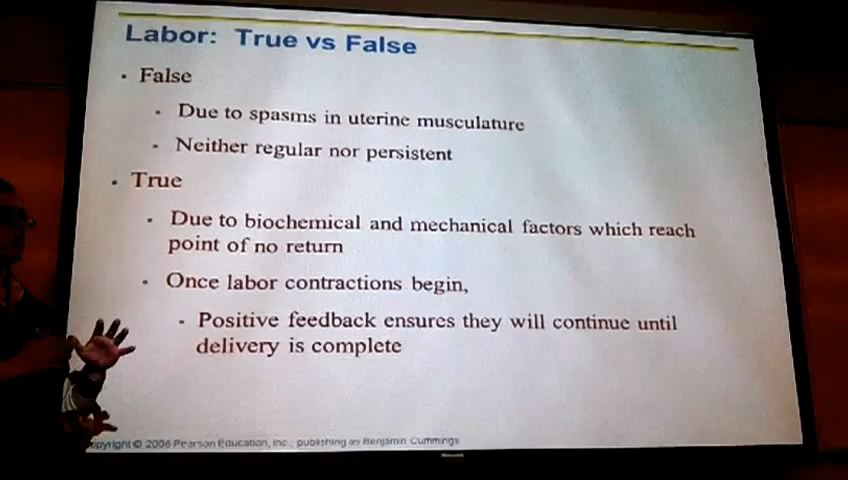 Labor: True vs False
· False
· Due to spasms in uterine musculature
· Neither regular nor persistent
· True
· Due to biochemical and mechanical factors which reach
point of no return
· Once labor contractions begin,
· Positive feedback ensures they will continue until
delivery is complete
opyright © 2006 Pearson Education, Inc., publishing as Benjamin Cummings